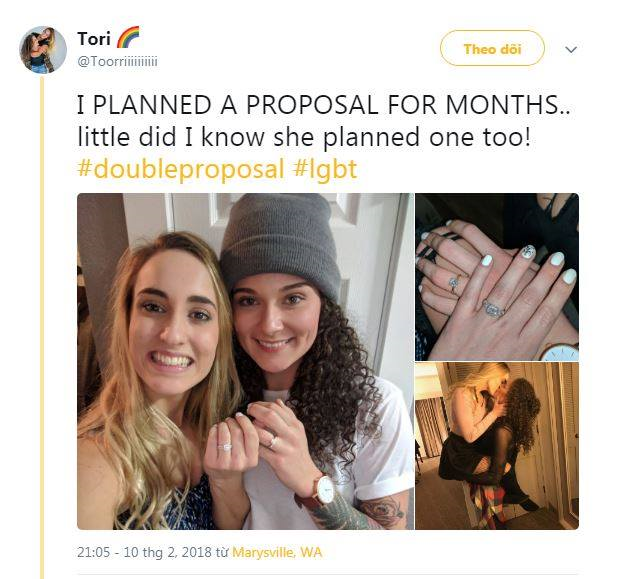 Tori 🌈
@Toorriiiiiiiiii
Theo dõi
I PLANNED A PROPOSAL FOR MONTHS..
little did I know she planned one too!
#doubleproposal #lgbt
21:05 - 10 thg 2, 2018 từ Marysville, WA